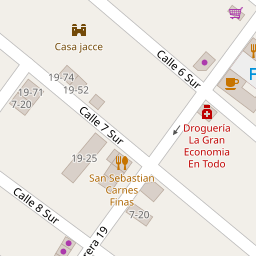 Casa jacce
Calle 6 Sur
F
19-74
19-71
19-52
7-20
Calle 7 Sur
Droguería
La Gran
Economia
En Todo
19-25
San Sebastian
Carnes
Finas
Calle 8 Sur
7-20
rera 19